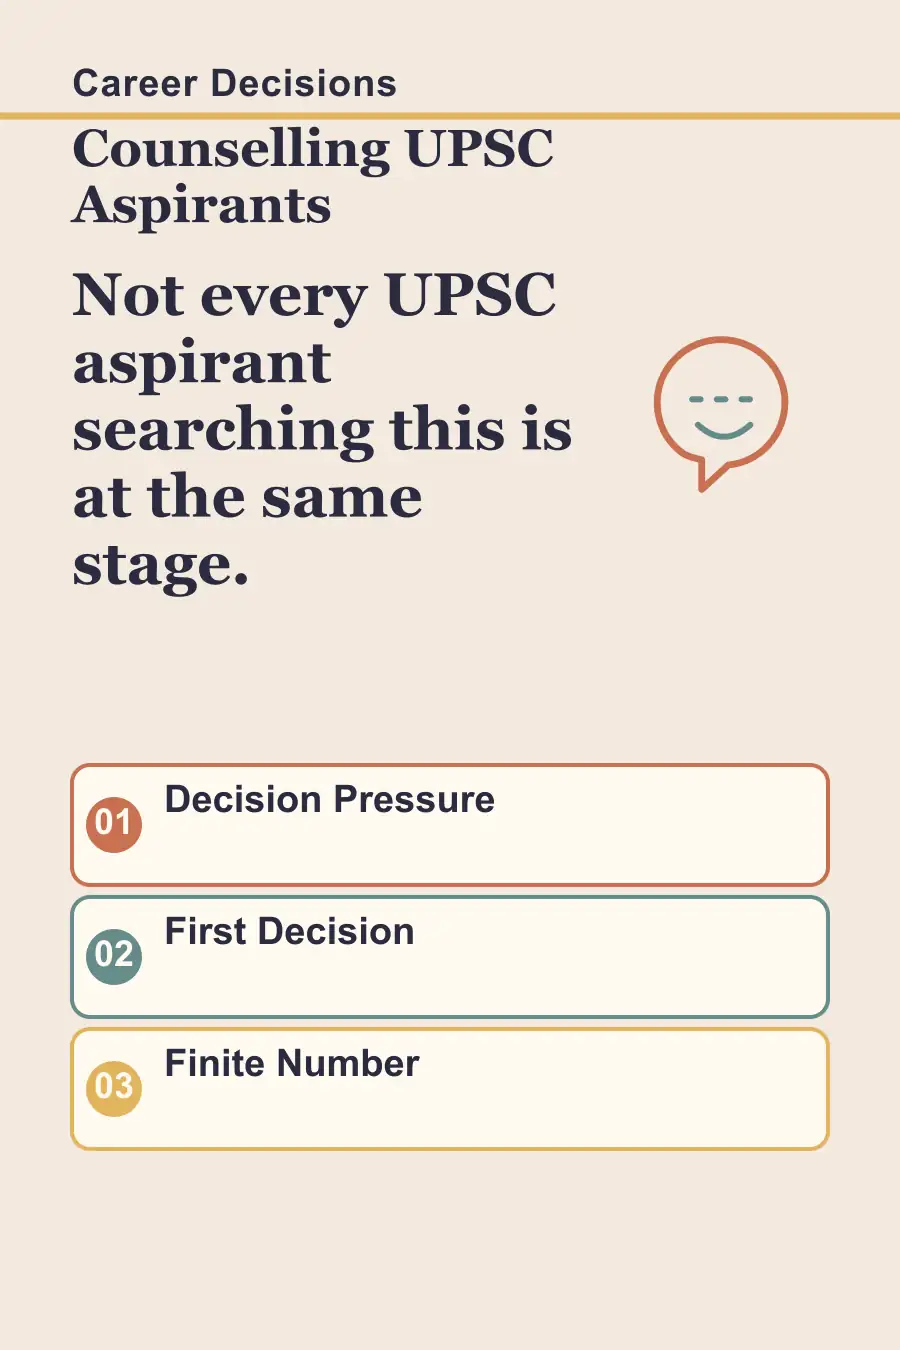 Career Decisions
Counselling UPSC
Aspirants
Not every UPSC
aspirant
searching this is
at the same
stage.
01
Decision Pressure
02
First Decision
03
Finite Number